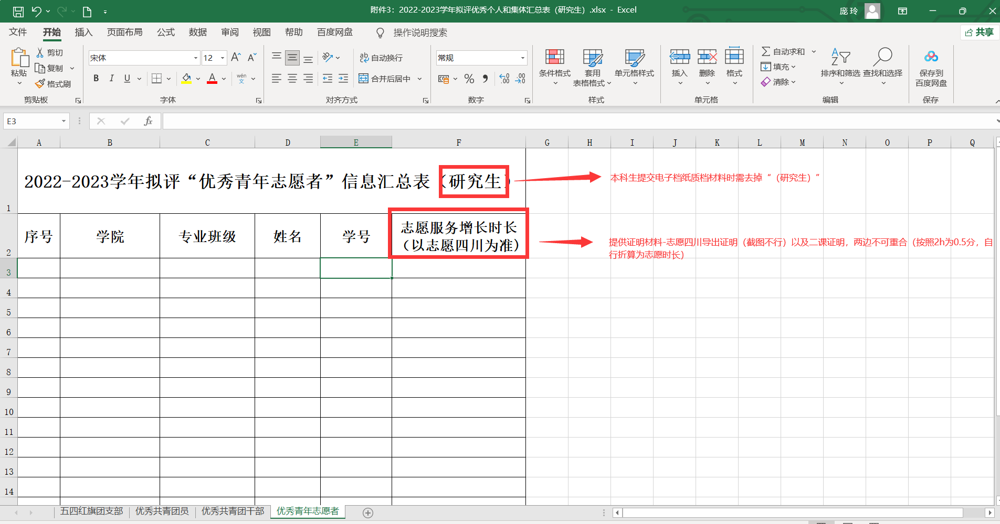 附件3：2022-2023学年拟评优秀个人和集体汇总表（研究生）.xlsx - Excel
庞 玲
文件 开始 插入 页面布局 公式 数据 审阅 视图 帮助 百度网盘 操作说明搜索 共享
粘贴 剪切 复制 格式刷
剪贴板
宋体 12
B I U A wén 文
字体
ab 自动换行
合并后居中
对齐方式
常规
% .00 .00
数字
条件格式 套用 表格格式 单元格样式
样式
插入 删除 格式
单元格
自动求和 填充 清除
排序和筛选 查找和选择
编辑
保存到 百度网盘
保存
E3 fx
A B C D E F G H I J K L M N O P Q
1
2022-2023学年拟评“优秀青年志愿者”信息汇总表（研究生）
本科生提交电子档纸质档材料时需去掉“（研究生）”
2
序号 学院 专业班级 姓名 学号 志愿服务增长时长
（以志愿四川为准）
提供证明材料-志愿四川导出证明（截图不行）以及二课证明，两边不可重合（按照2h为0.5分，自
行折算为志愿时长）
3
4
5
6
7
8
9
10
11
12
13
14
五四红旗团支部 优秀共青团员 优秀共青团干部 优秀青年志愿者